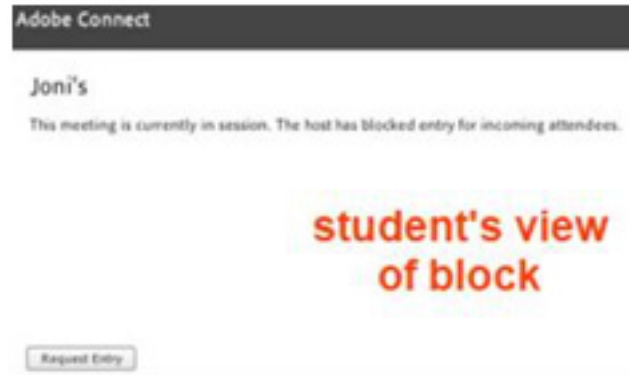 Adobe Connect
Joni's
This meeting is currently in session. The host has blocked entry for incoming attendees.
student's view
of block
Request Entry